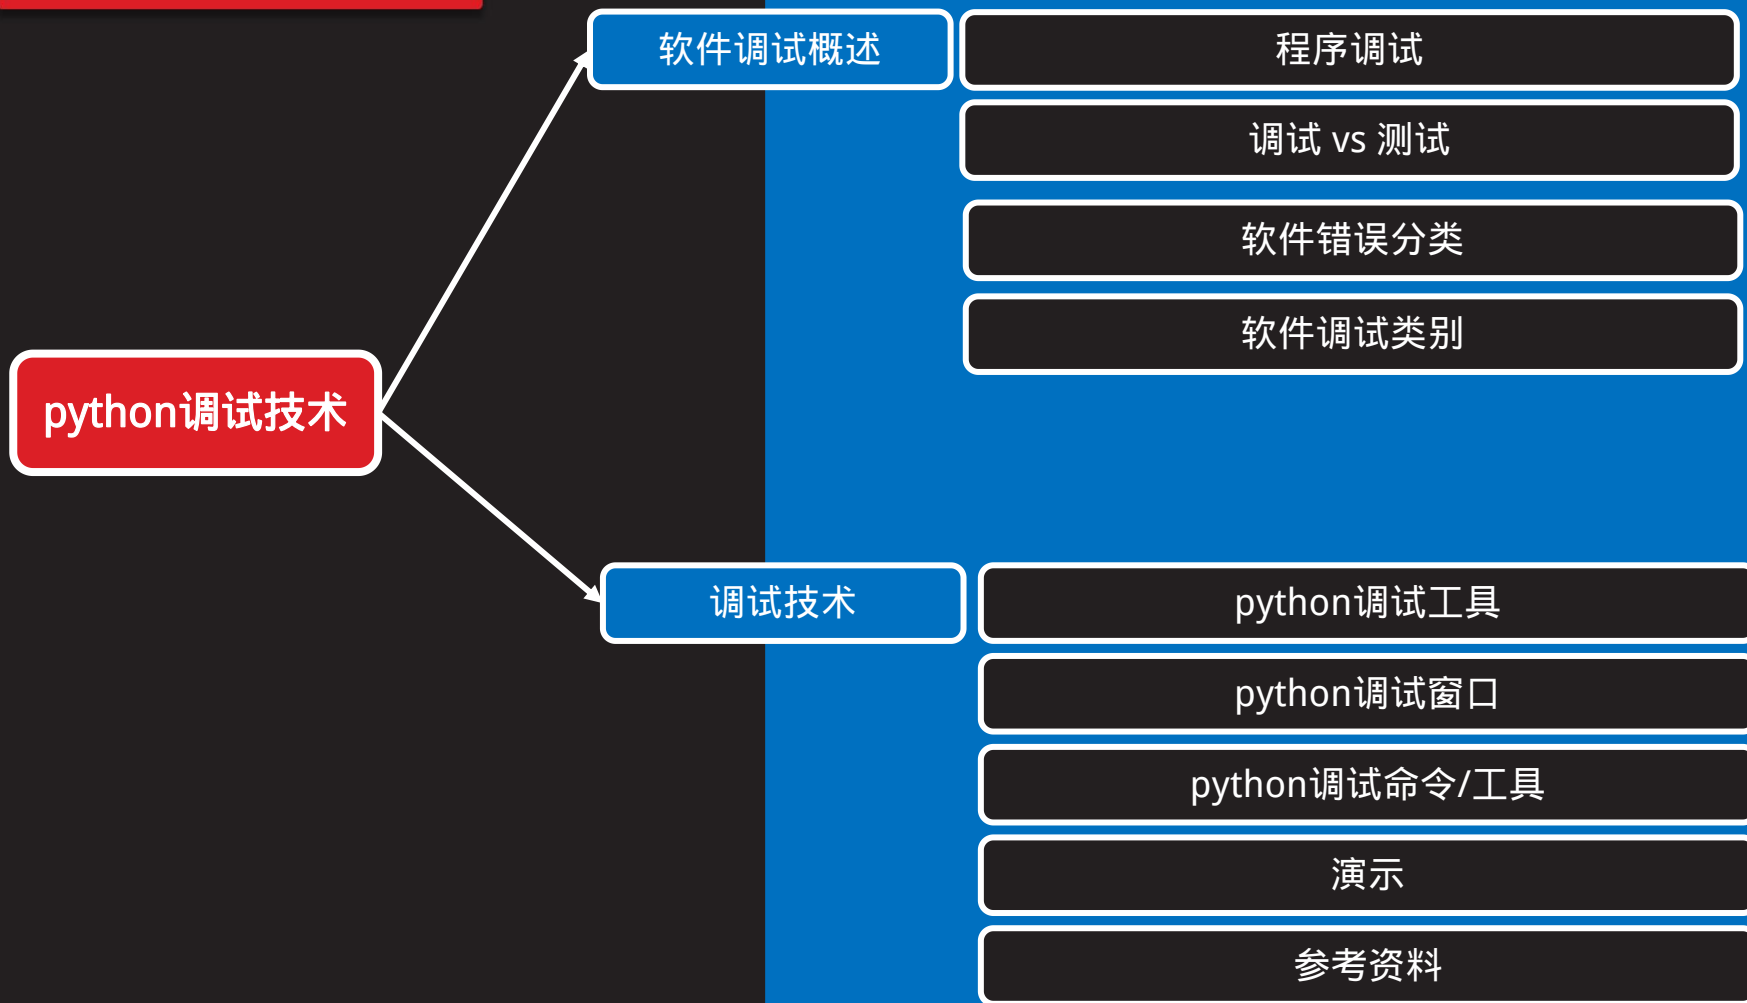 软件调试概述
程序调试
调试 vs 测试
软件错误分类
软件调试类别
python调试技术
调试技术
python调试工具
python调试窗口
python调试命令/工具
演示
参考资料